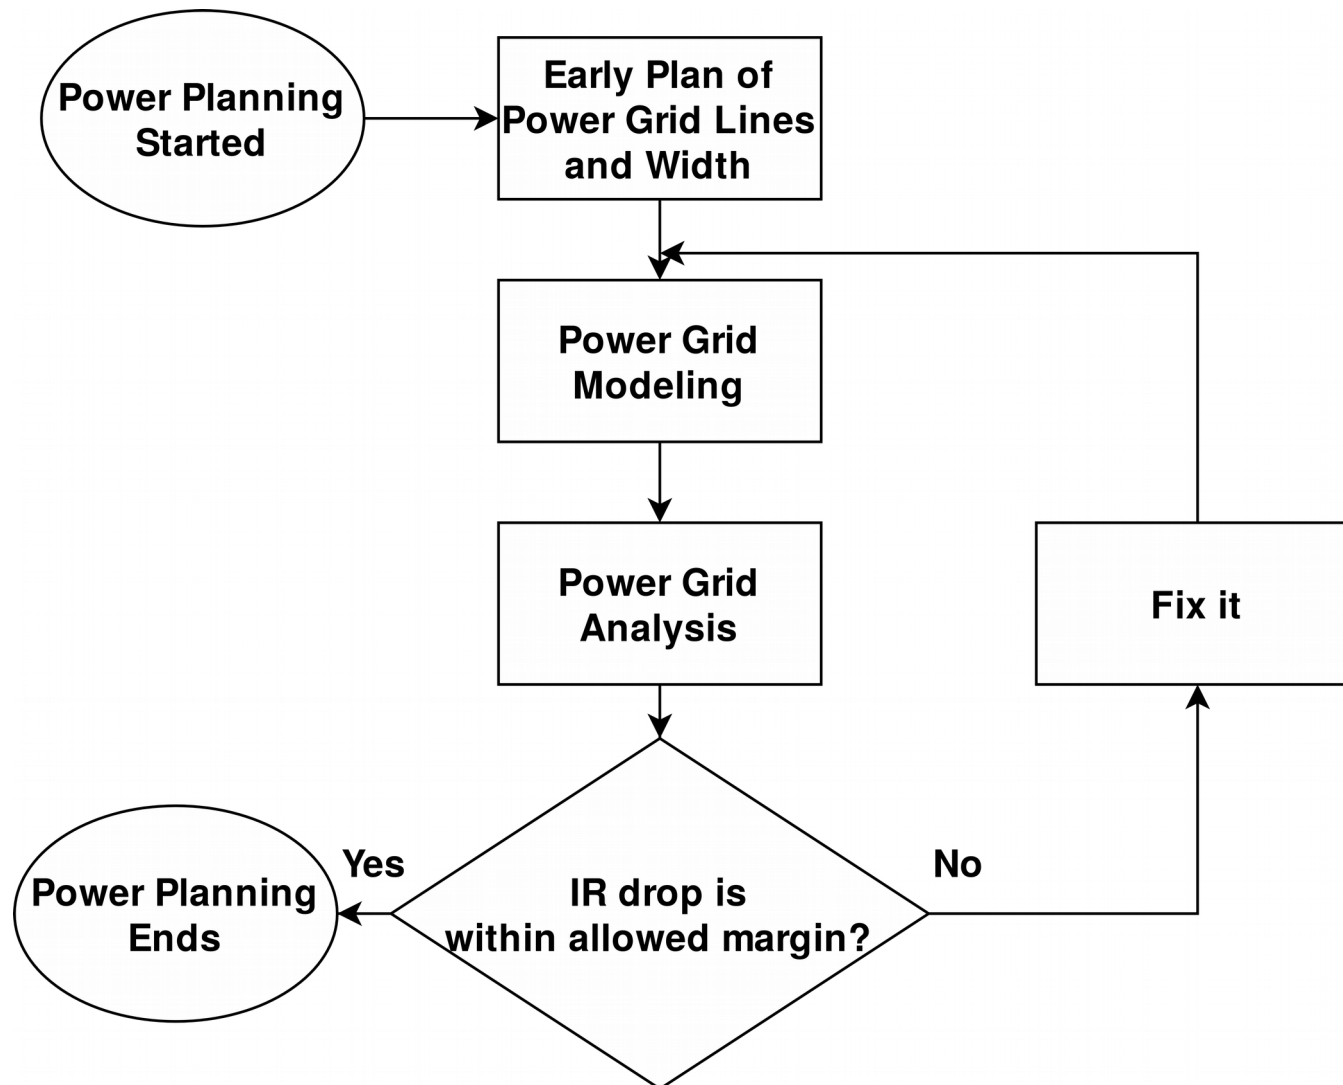 Power Planning
Started
Early Plan of
Power Grid Lines
and Width
Power Grid
Modeling
Power Grid
Analysis
Fix it
Yes
No
IR drop is
within allowed margin?
Power Planning
Ends